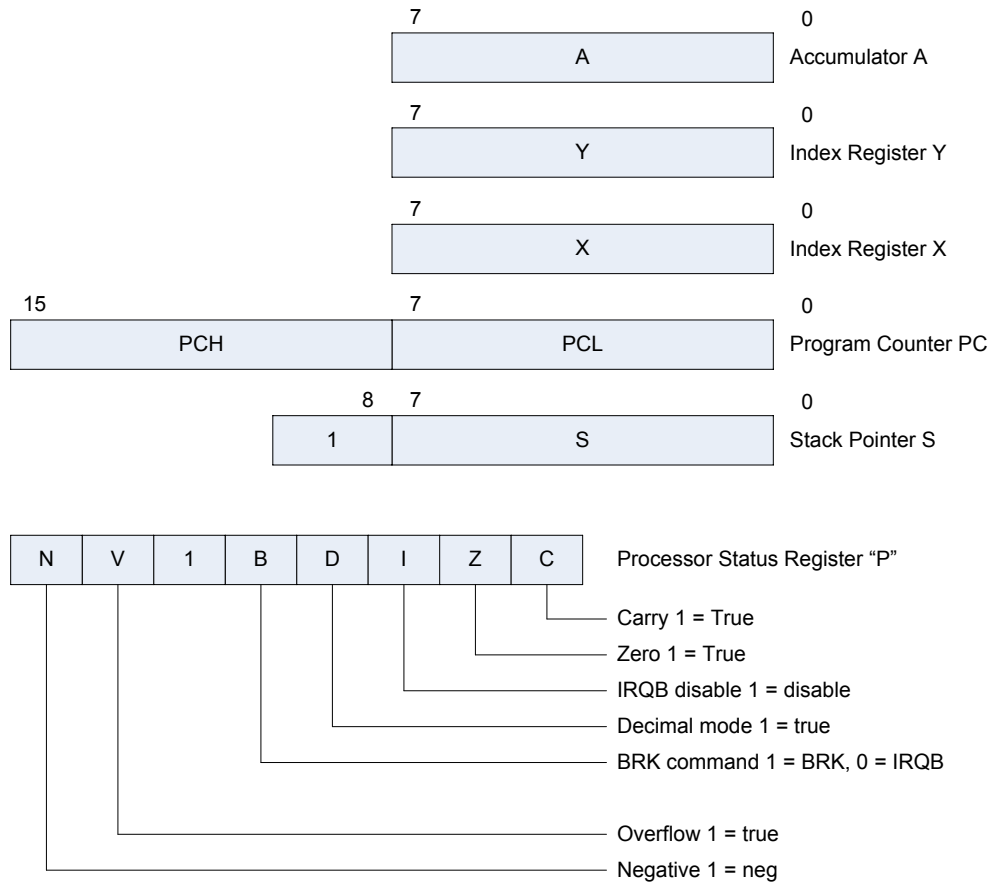 7 0
A Accumulator A
7 0
Y Index Register Y
7 0
X Index Register X
15 7 0
PCH PCL Program Counter PC
8 7 0
1 S Stack Pointer S
N V 1 B D I Z C Processor Status Register “P”
Carry 1 = True
Zero 1 = True
IRQB disable 1 = disable
Decimal mode 1 = true
BRK command 1 = BRK, 0 = IRQB
Overflow 1 = true
Negative 1 = neg